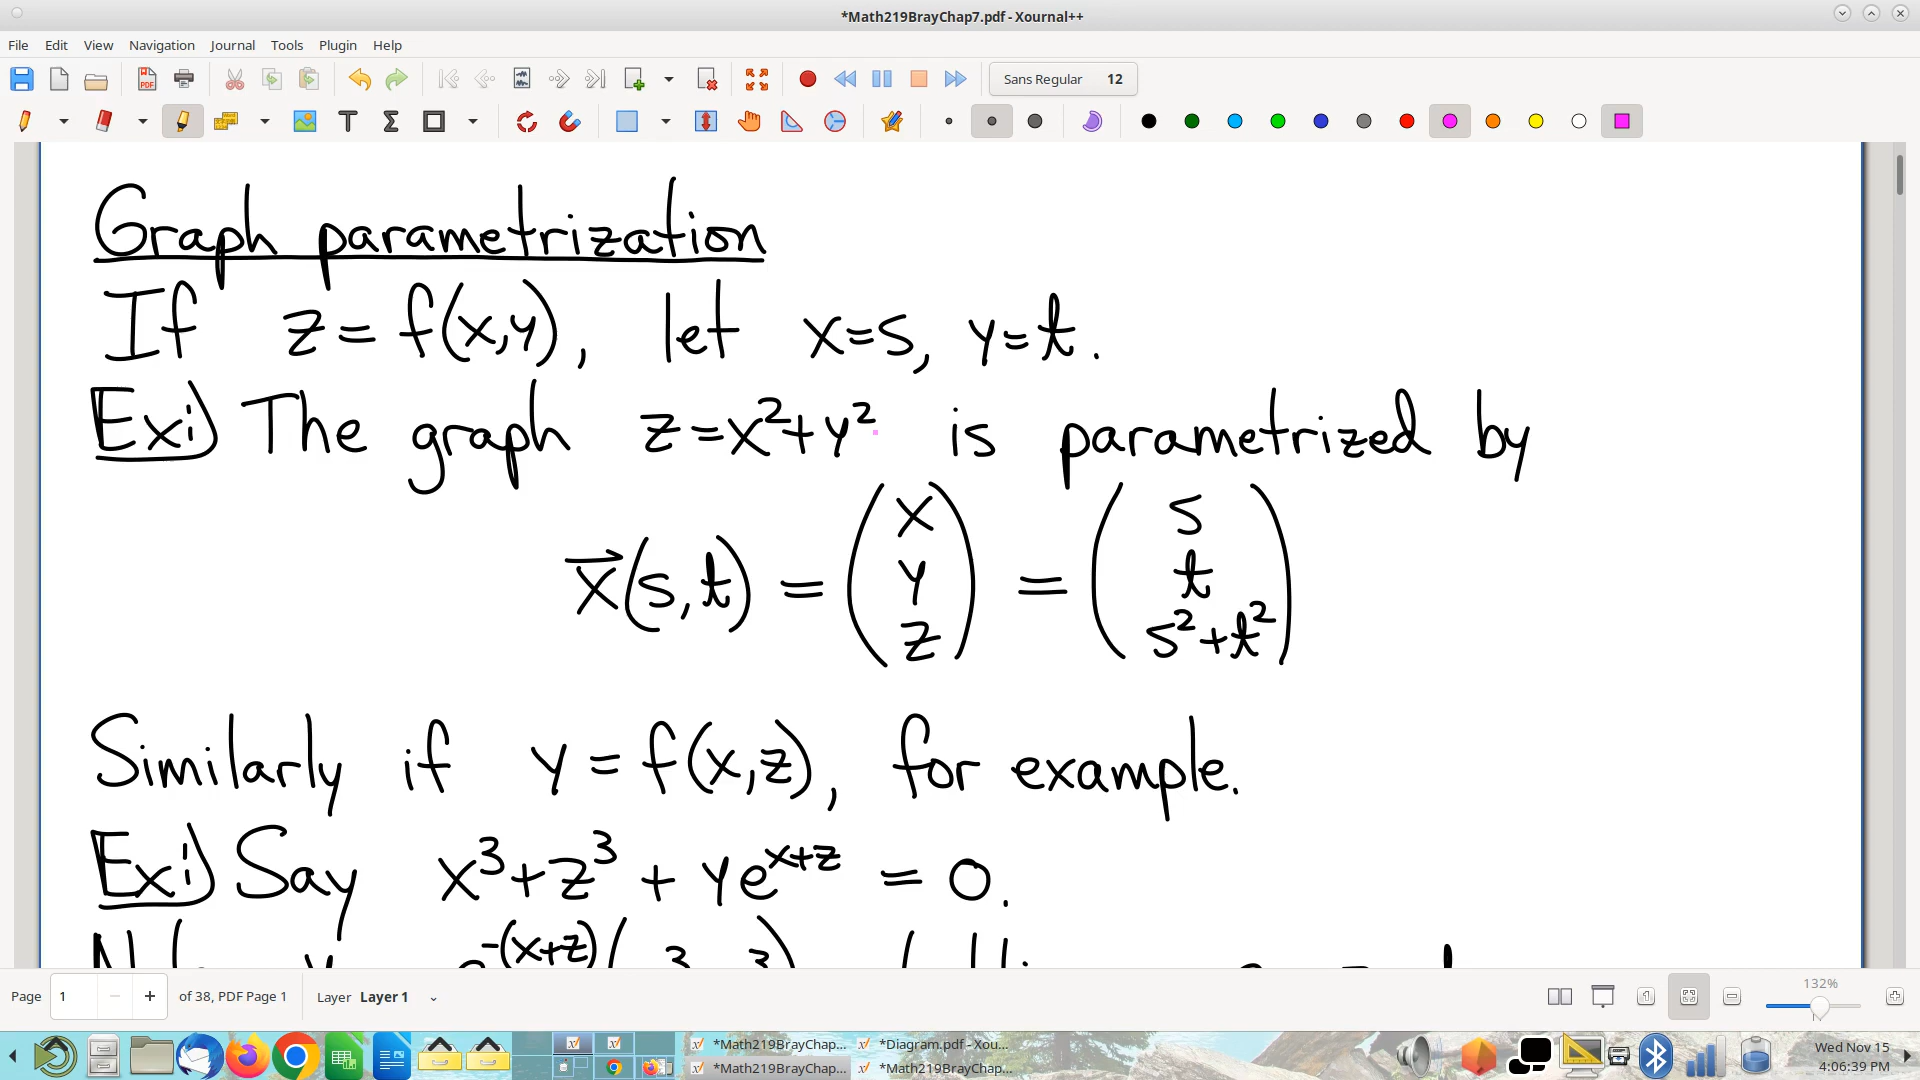 *Math219BrayChap7.pdf - Xournal++
File Edit View Navigation Journal Tools Plugin Help
Sans Regular 12
Graph parametrization
If z = f(x,y), let x=s, y=t.
Ex:) The graph z=x²+y² is parametrized by
x⃗(s,t) = (x y z) = (s t s²+t²)
Similarly if y = f(x,z), for example.
Ex:) Say x³+z³ + ye^(x+z) = 0.
Page 1 of 38, PDF Page 1 Layer Layer 1 132%
*Math219BrayChap... *Diagram.pdf - Xou... Wed Nov 15
*Math219BrayChap... *Math219BrayChap... 4:06:39 PM